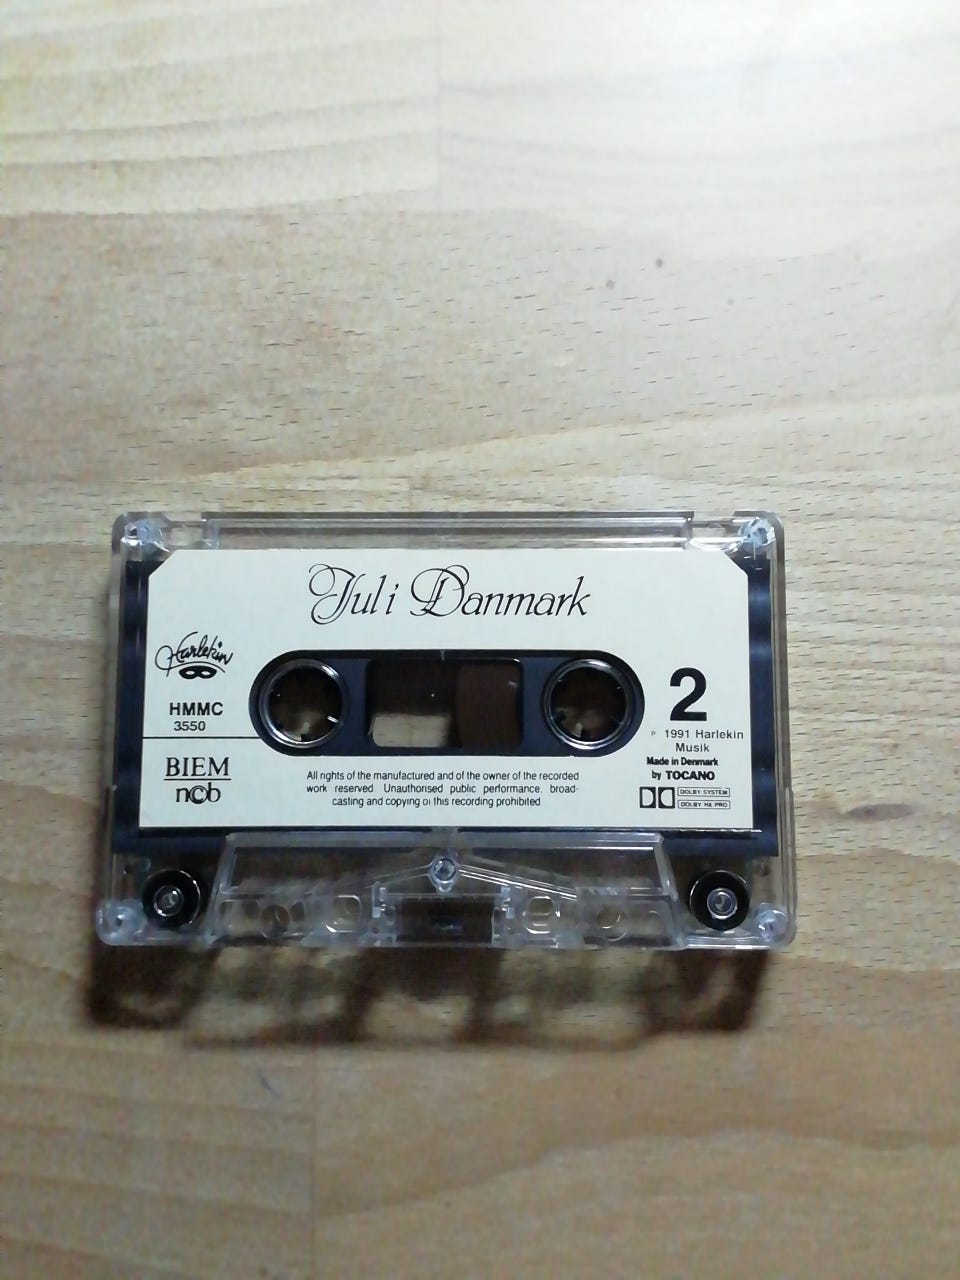 Jul i Danmark
Harlekin
HMMC
3550
BIEM
ncb
2
℗ 1991 Harlekin
Musik
Made in Denmark
by TOCANO
DOLBY SYSTEM
DOLBY HX PRO
All rights of the manufactured and of the owner of the recorded
work reserved Unauthorised public performance, broad-
casting and copying of this recording prohibited